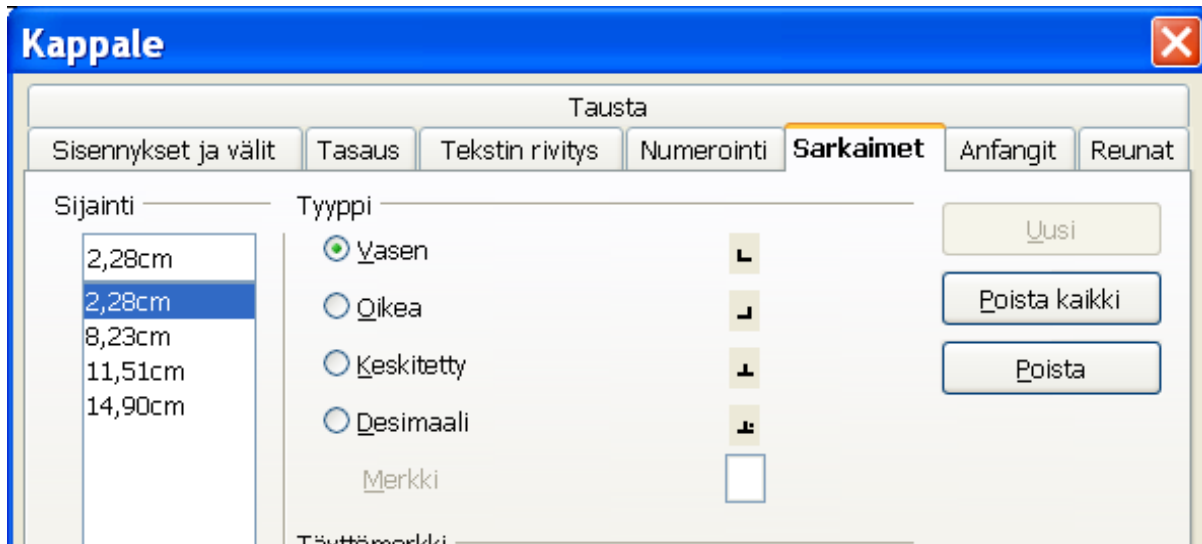 Kappale
Tausta
Sisennykset ja välit Tasaus Tekstin rivitys Numerointi Sarkaimet Anfangit Reunat
Sijainti Tyyppi
Uusi
2,28cm Vasen
2,28cm Oikea Poista kaikki
8,23cm
11,51cm Keskitetty Poista
14,90cm
Desimaali
Merkki
Täyttömerkki